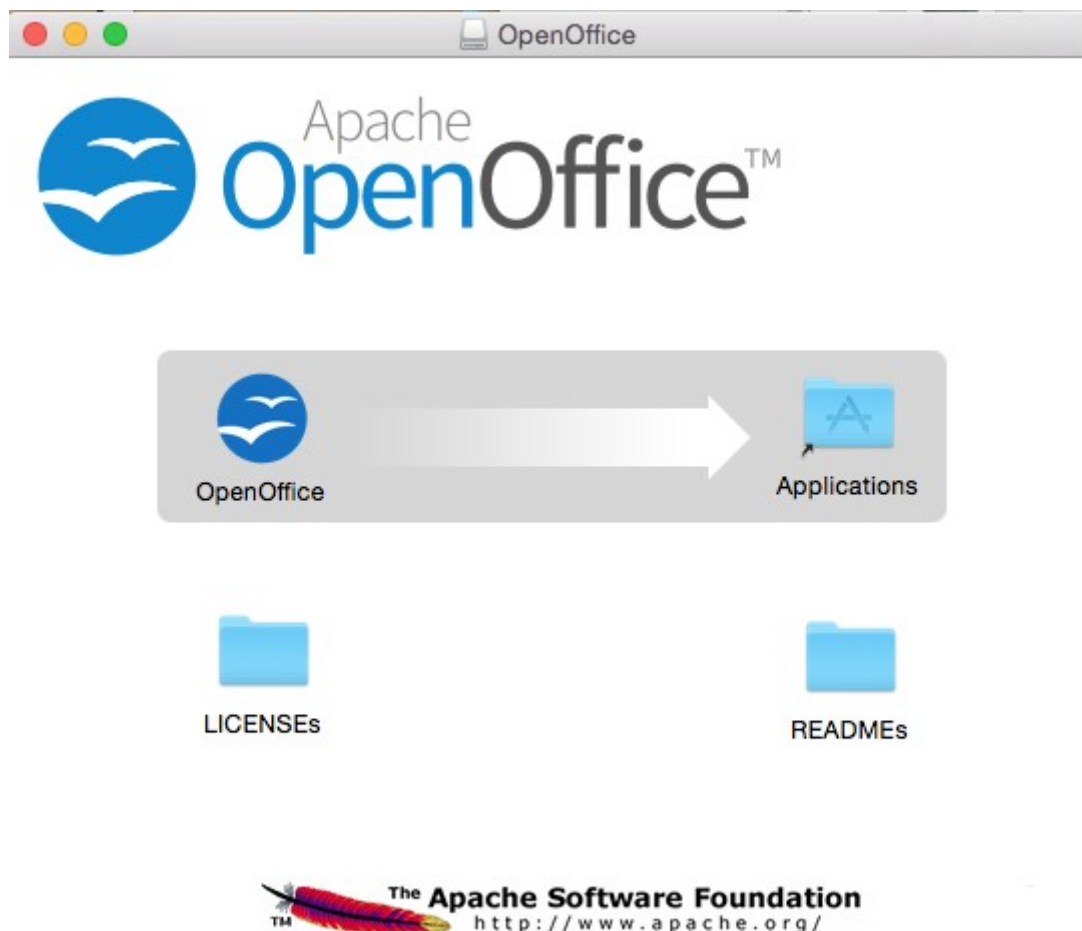 OpenOffice
Apache
OpenOffice™
OpenOffice
Applications
LICENSEs
READMEs
The Apache Software Foundation
TM
http://www.apache.org/